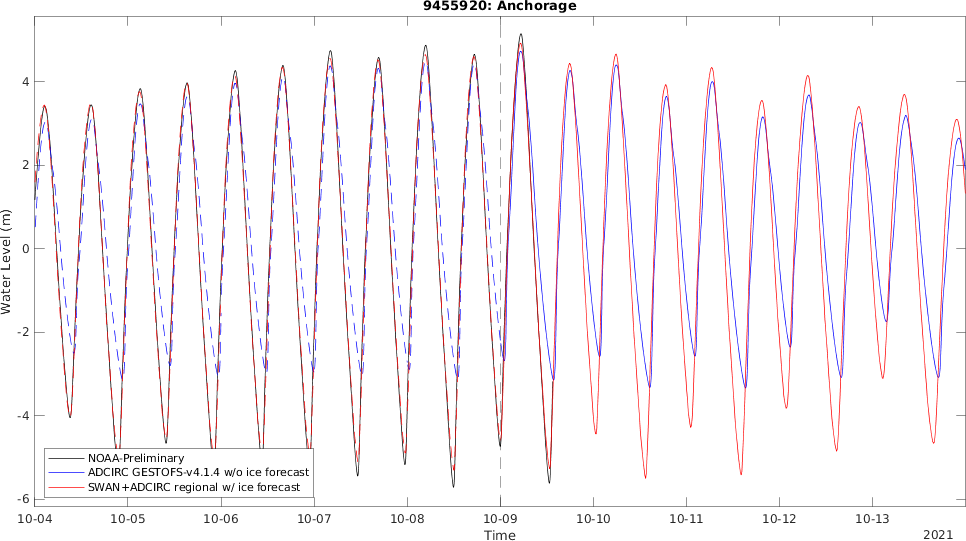 9455920: Anchorage
Water Level (m)
4
2
0
-2
-4
-6
NOAA-Preliminary
ADCIRC GESTOFS-v4.1.4 w/o ice forecast
SWAN+ADCIRC regional w/ ice forecast
10-04 10-05 10-06 10-07 10-08 10-09 10-10 10-11 10-12 10-13
Time
2021